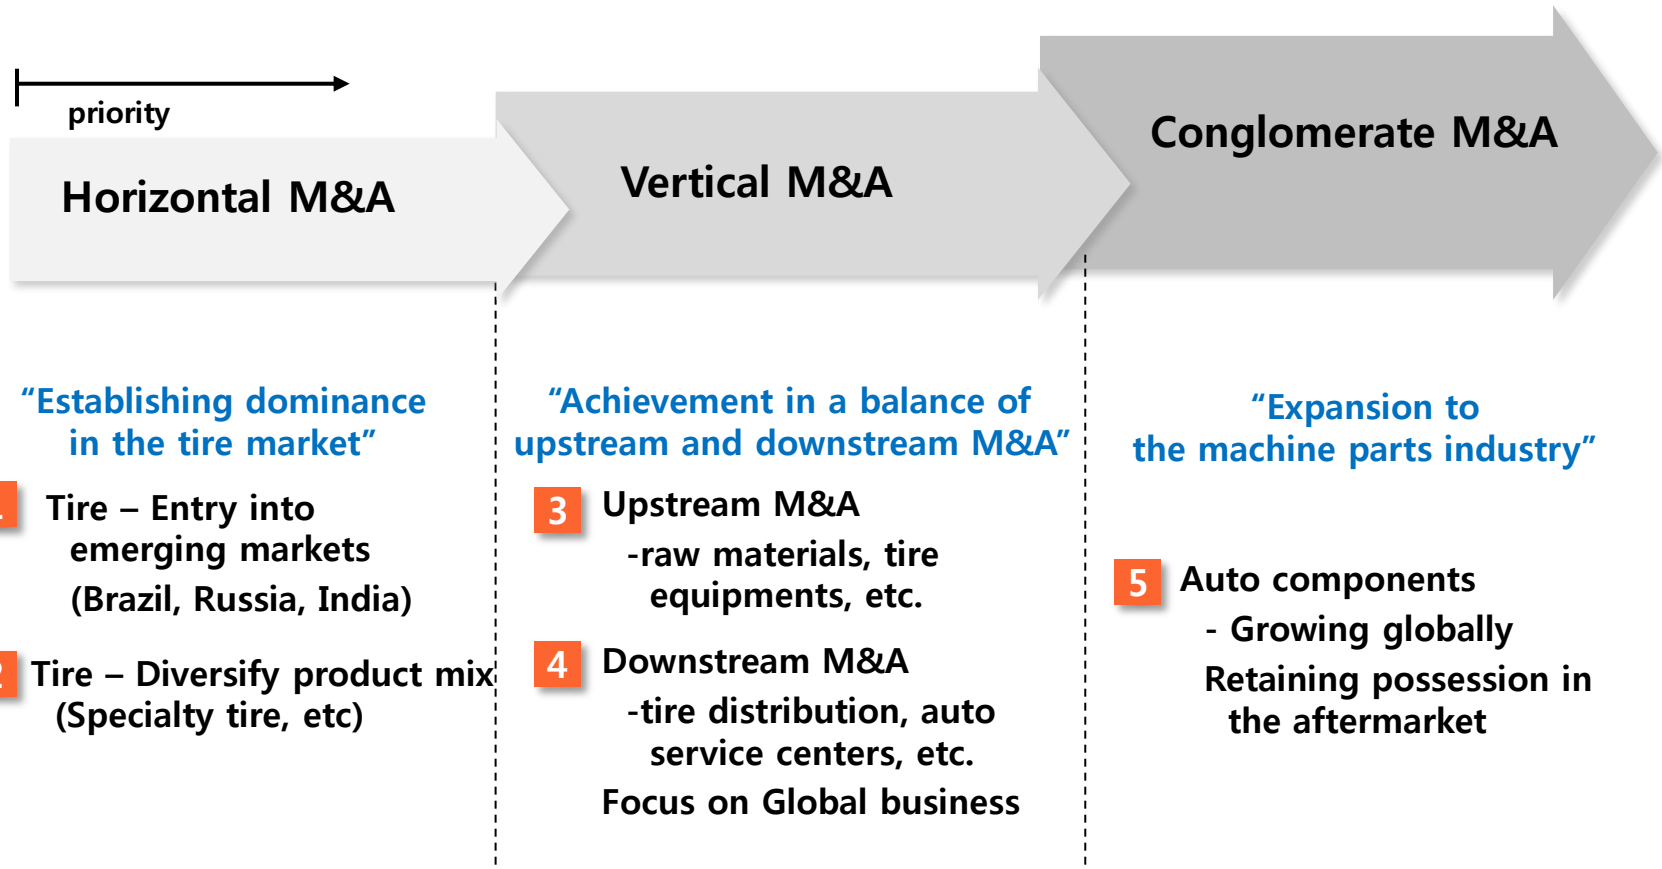 priority
Horizontal M&A
Vertical M&A
Conglomerate M&A
“Establishing dominance
in the tire market”
1
Tire – Entry into
emerging markets
(Brazil, Russia, India)
2
Tire – Diversify product mix
(Specialty tire, etc)
“Achievement in a balance of
upstream and downstream M&A”
3
Upstream M&A
-raw materials, tire
equipments, etc.
4
Downstream M&A
-tire distribution, auto
service centers, etc.
Focus on Global business
“Expansion to
the machine parts industry”
5
Auto components
- Growing globally
Retaining possession in
the aftermarket